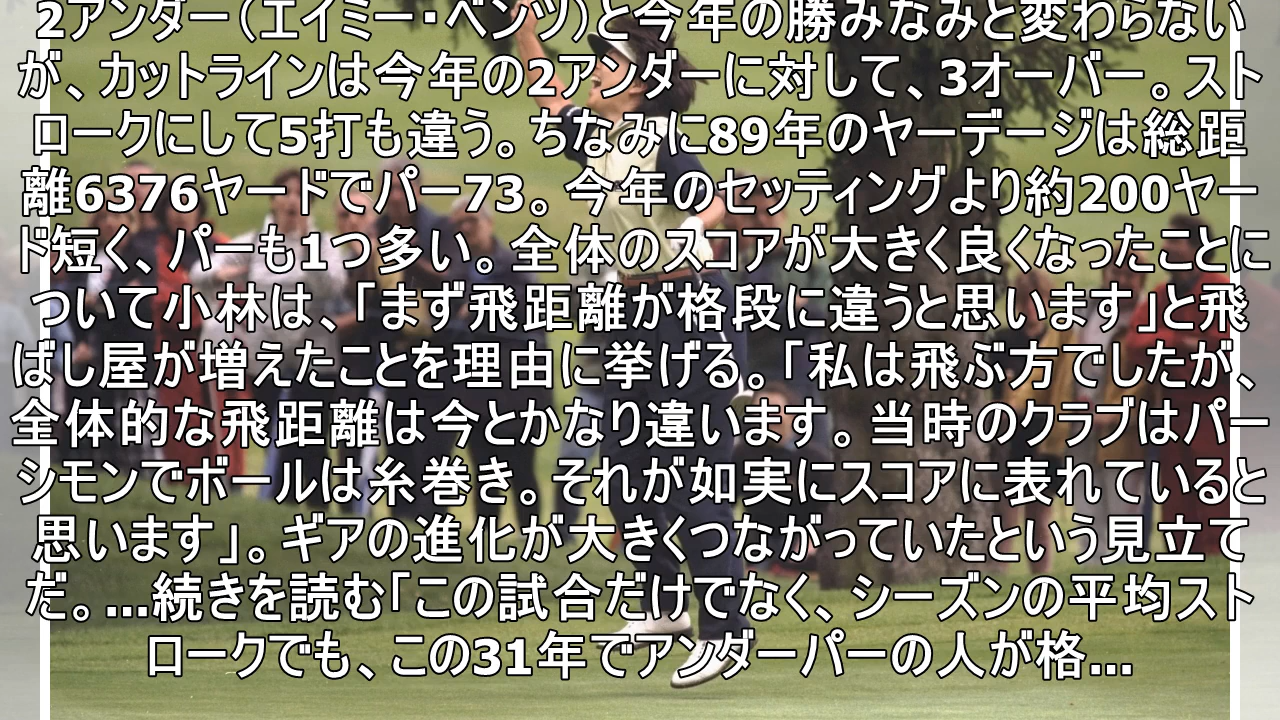 2アンダー（エイミー・ベンツ）と今年の勝みなみと変わらない
が、カットラインは今年の2アンダーに対して、3オーバー。スト
ロークにして5打も違う。ちなみに89年のヤーデージは総距
離6376ヤードでパー73。今年のセッティングより約200ヤー
ド短く、パーも1つ多い。全体のスコアが大きく良くなったことに
ついて小林は、「まず飛距離が格段に違うと思います」と飛
ばし屋が増えたことを理由に挙げる。「私は飛ぶ方でしたが、
全体的な飛距離は今とかなり違います。当時のクラブはパー
シモンでボールは糸巻き。それが如実にスコアに表れていると
思います」。ギアの進化が大きくつながっていたという見立て
だ。...続きを読む「この試合だけでなく、シーズンの平均スト
ロークでも、この31年でアンダーパーの人が格...